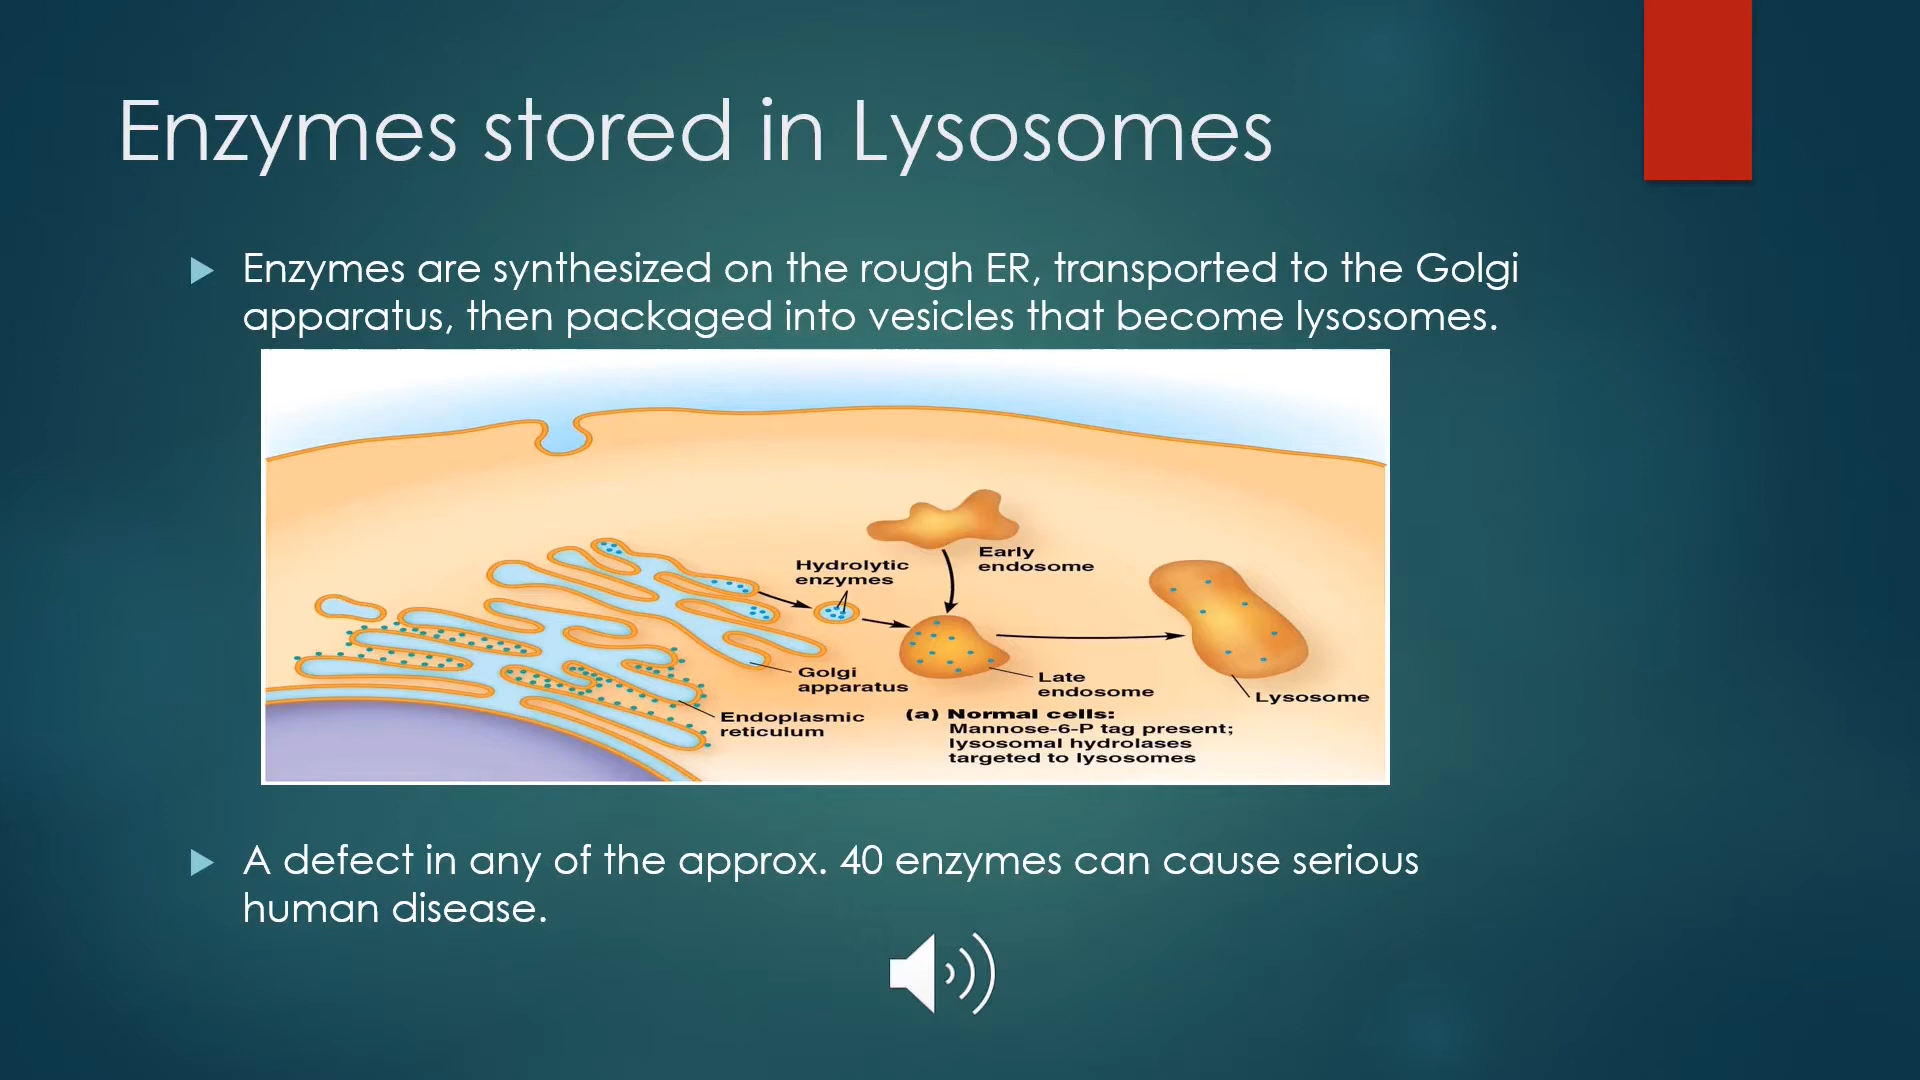 Enzymes stored in Lysosomes
Enzymes are synthesized on the rough ER, transported to the Golgi
apparatus, then packaged into vesicles that become lysosomes.
Early
endosome
Hydrolytic
enzymes
Golgi
apparatus
Late
endosome
Lysosome
Endoplasmic
reticulum
(a) Normal cells:
Mannose-6-P tag present;
lysosomal hydrolases
targeted to lysosomes
A defect in any of the approx. 40 enzymes can cause serious
human disease.